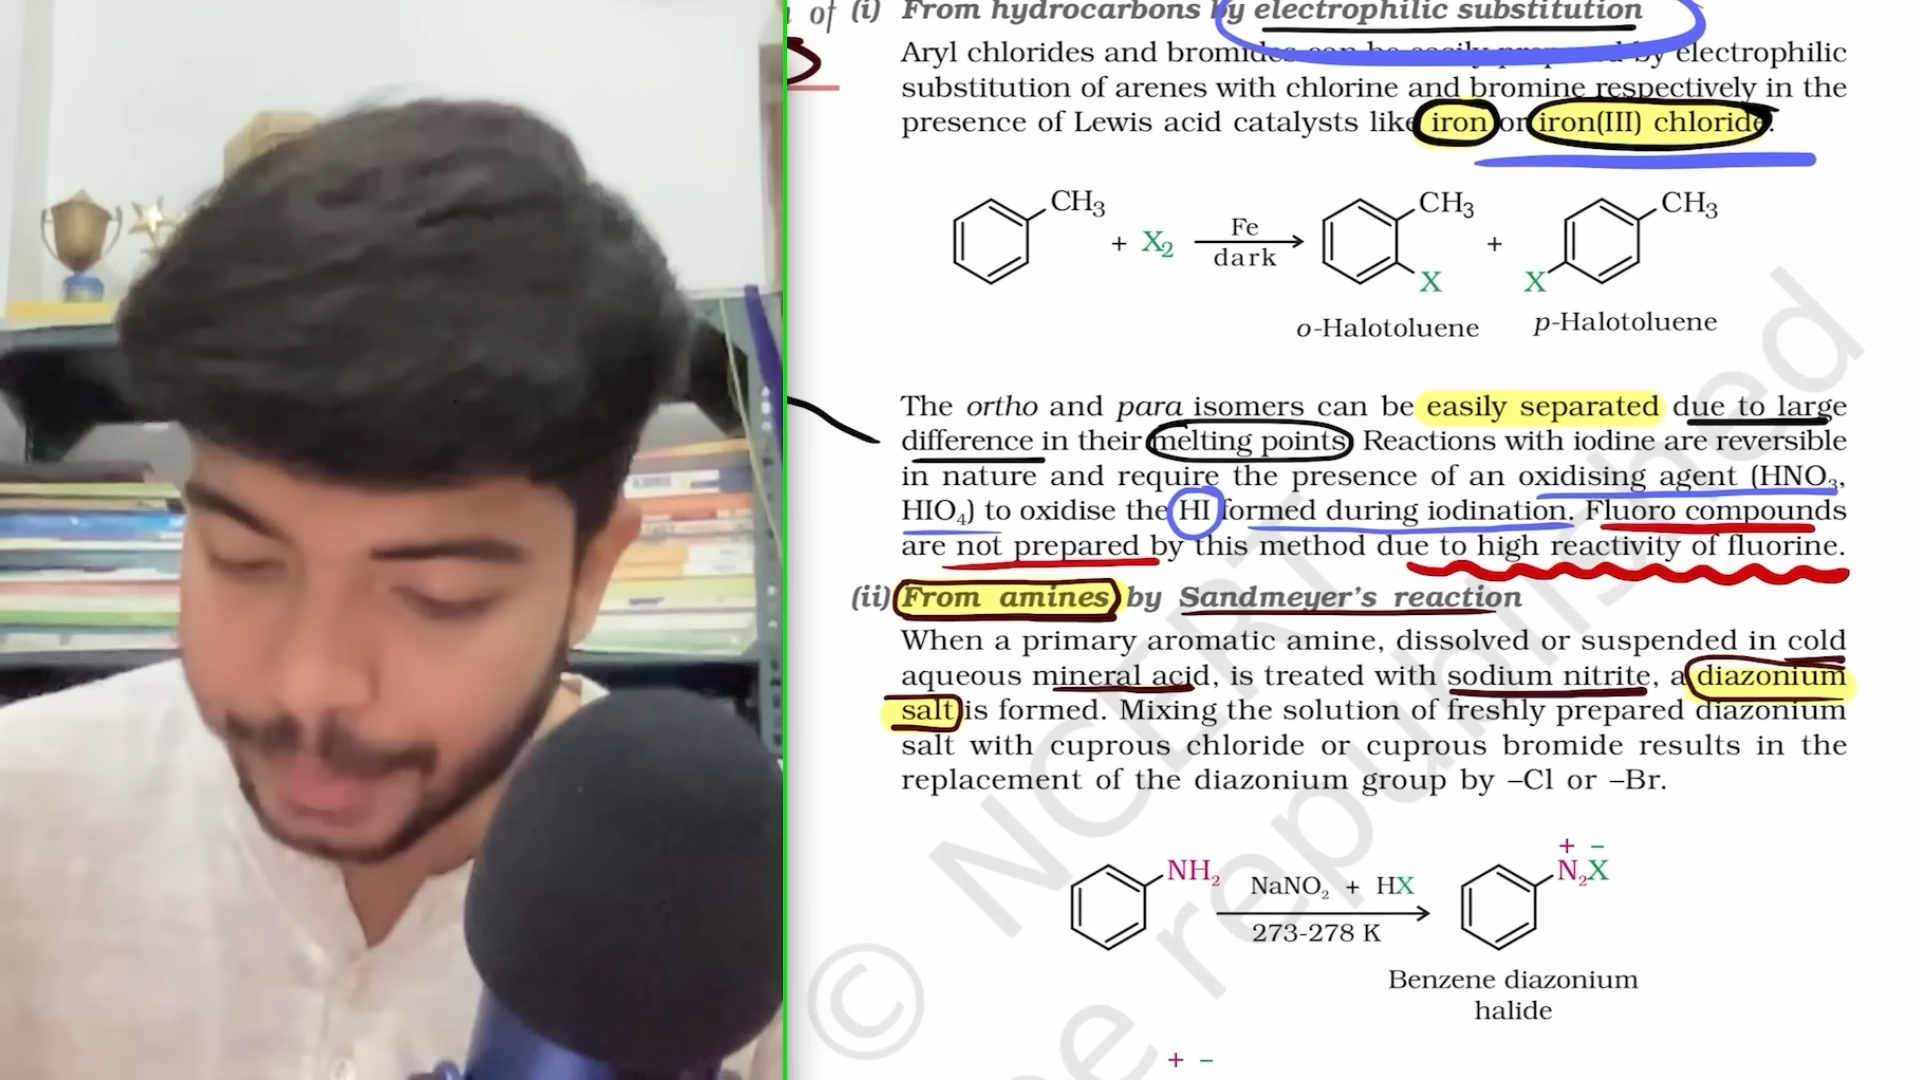 of (i) From hydrocarbons by electrophilic substitution
Aryl chlorides and bromides can be easily prepared by electrophilic
substitution of arenes with chlorine and bromine respectively in the
presence of Lewis acid catalysts like iron or iron(III) chloride.
CH₃ + X₂ Fe dark CH₃ X + CH₃ X
o-Halotoluene p-Halotoluene
The ortho and para isomers can be easily separated due to large
difference in their melting points. Reactions with iodine are reversible
in nature and require the presence of an oxidising agent (HNO₃,
HIO₄) to oxidise the HI formed during iodination. Fluoro compounds
are not prepared by this method due to high reactivity of fluorine.
(ii) From amines by Sandmeyer's reaction
When a primary aromatic amine, dissolved or suspended in cold
aqueous mineral acid, is treated with sodium nitrite, a diazonium
salt is formed. Mixing the solution of freshly prepared diazonium
salt with cuprous chloride or cuprous bromide results in the
replacement of the diazonium group by –Cl or –Br.
+ –
NH₂ NaNO₂ + HX N₂X
273-278 K
Benzene diazonium
halide
+ –
© NCERT
be republished